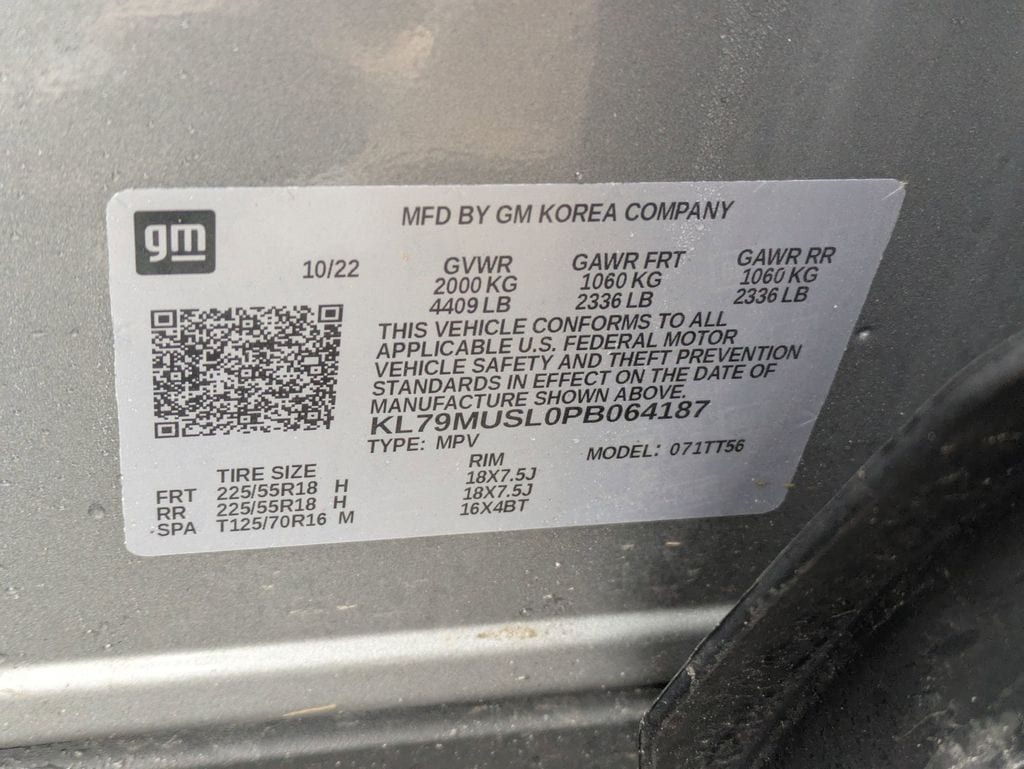 gm
MFD BY GM KOREA COMPANY
10/22
GVWR GAWR FRT GAWR RR
2000 KG 1060 KG 1060 KG
4409 LB 2336 LB 2336 LB
THIS VEHICLE CONFORMS TO ALL
APPLICABLE U.S. FEDERAL MOTOR
VEHICLE SAFETY AND THEFT PREVENTION
STANDARDS IN EFFECT ON THE DATE OF
MANUFACTURE SHOWN ABOVE.
KL79MUSL0PB064187
TYPE: MPV MODEL: 071TT56
TIRE SIZE RIM
FRT 225/55R18 H 18X7.5J
RR 225/55R18 H 18X7.5J
SPA T125/70R16 M 16X4BT